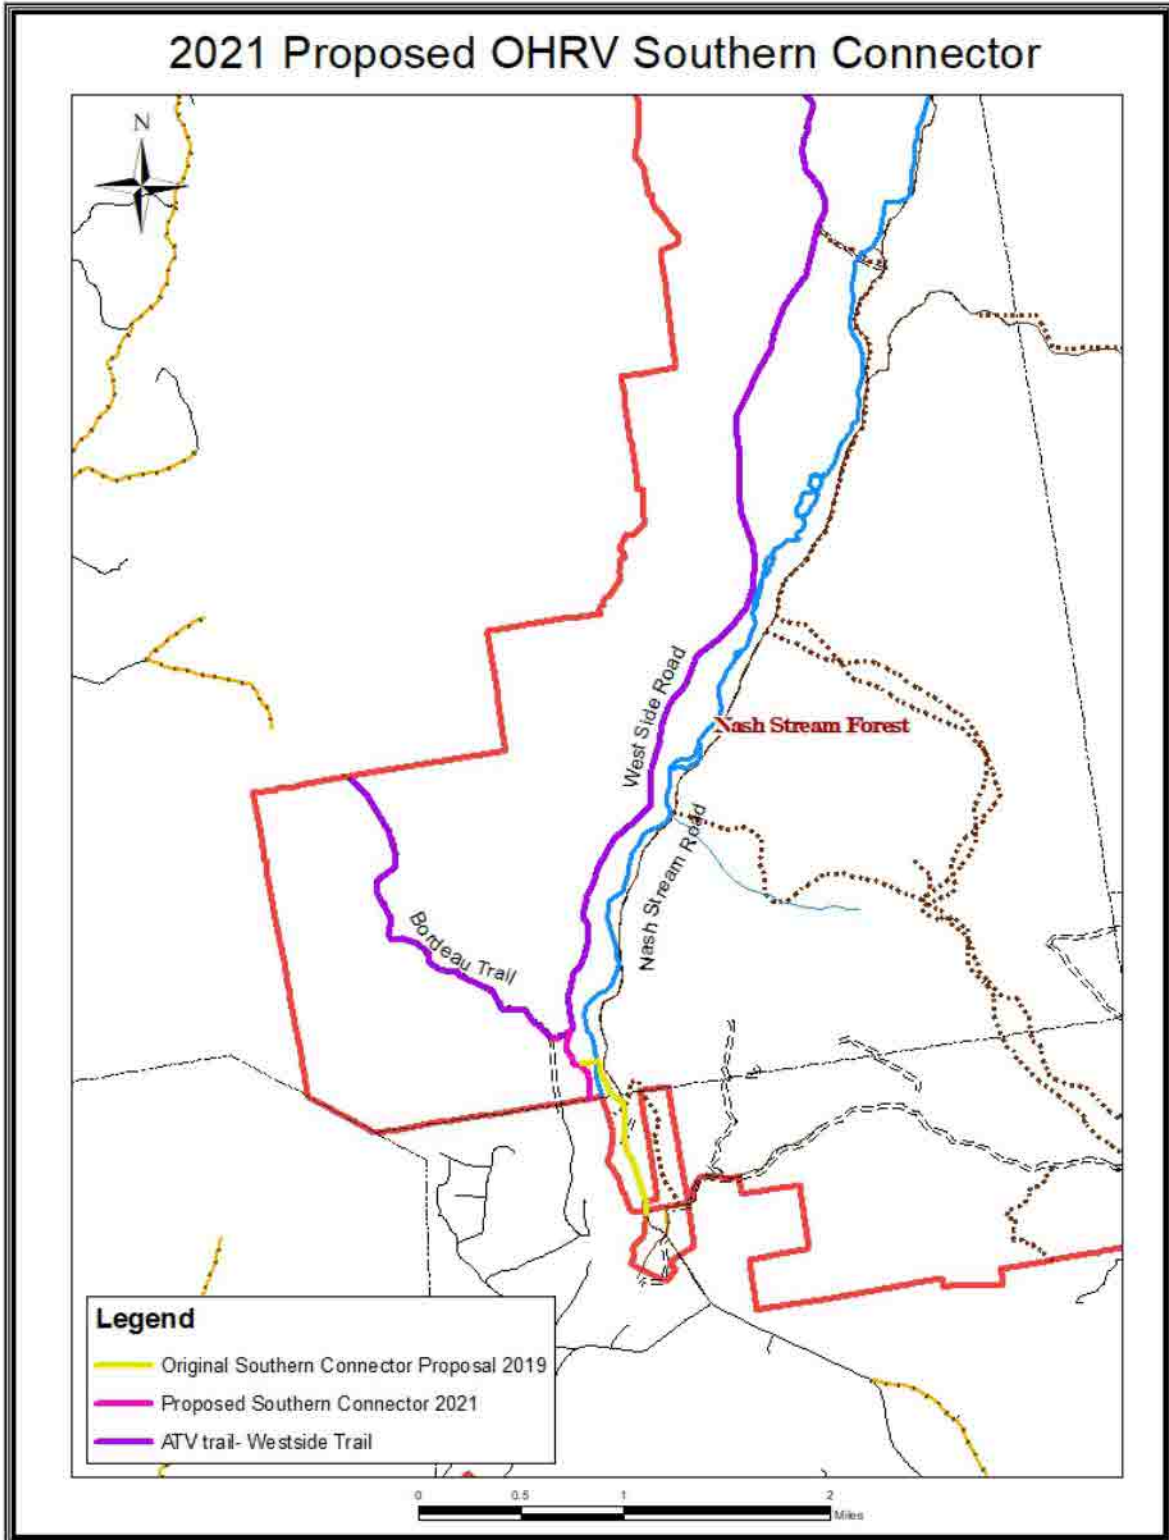 2021 Proposed OHRV Southern Connector
N
West Side Road
Nash Stream Forest
Nash Stream Road
Bordeau Trail
Legend
Original Southern Connector Proposal 2019
Proposed Southern Connector 2021
ATV trail- Westside Trail
0 0.5 1 2
Miles